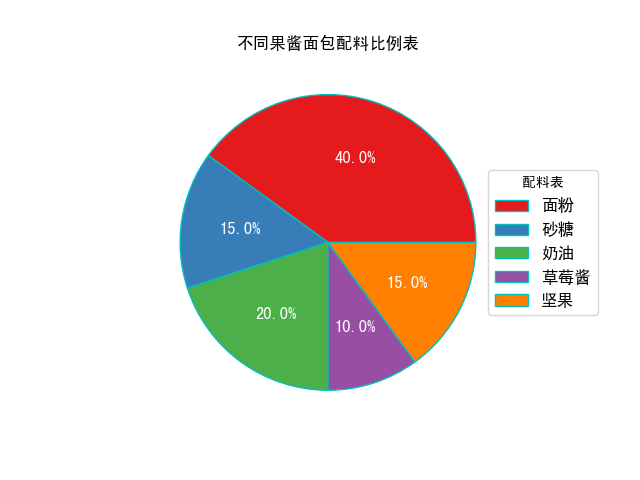 不同果酱面包配料比例表
40.0%
15.0%
20.0%
10.0%
15.0%
配料表
面粉
砂糖
奶油
草莓酱
坚果